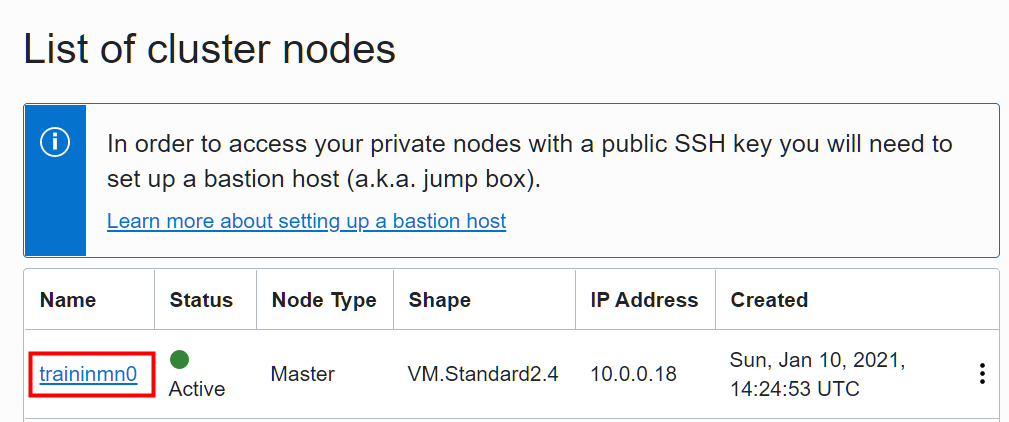 List of cluster nodes
In order to access your private nodes with a public SSH key you will need to
set up a bastion host (a.k.a. jump box).
Learn more about setting up a bastion host
Name Status Node Type Shape IP Address Created
traininmn0 Active Master VM.Standard2.4 10.0.0.18 Sun, Jan 10, 2021,
14:24:53 UTC